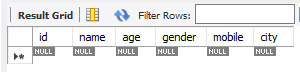 Result Grid Filter Rows:
id name age gender mobile city
NULL NULL NULL NULL NULL NULL